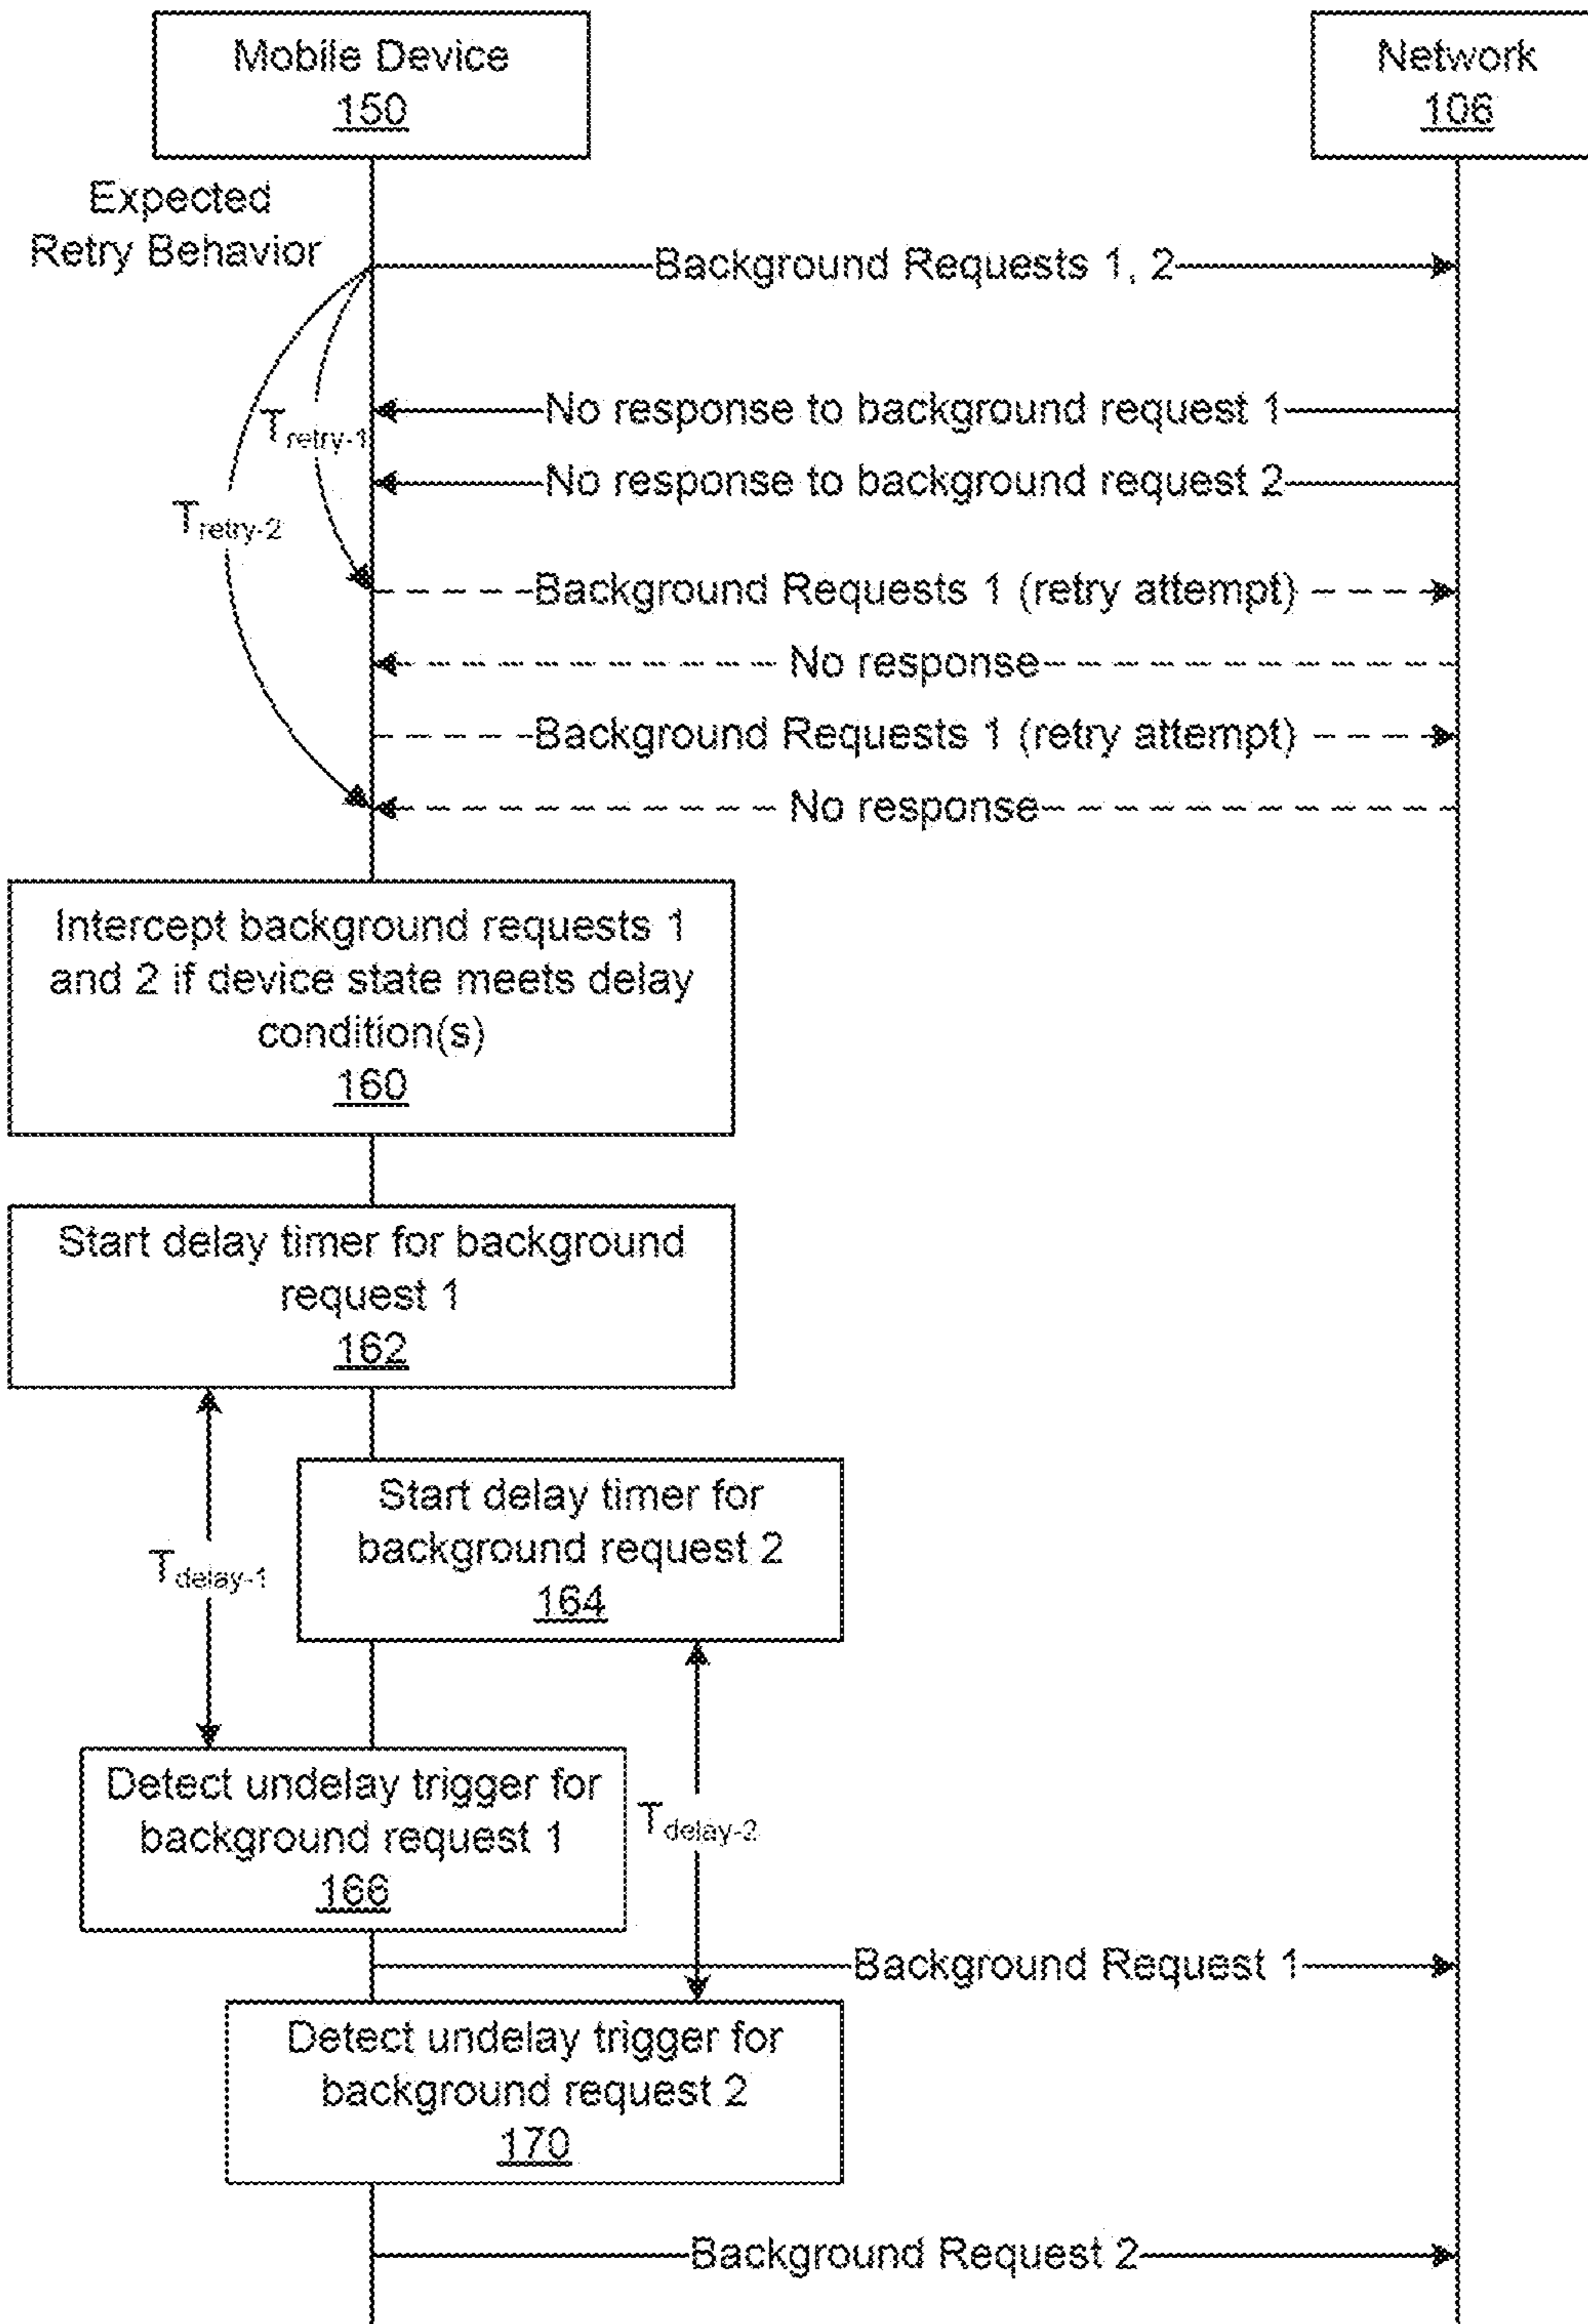 Mobile Device
150
Network
106
Expected
Retry Behavior
Background Requests 1, 2
No response to background request 1
Tretry-1
No response to background request 2
Tretry-2
Background Requests 1 (retry attempt)
No response
Background Requests 1 (retry attempt)
No response
Intercept background requests 1
and 2 if device state meets delay
condition(s)
160
Start delay timer for background
request 1
162
Start delay timer for
background request 2
164
Tdelay-1
Detect undelay trigger for
background request 1
166
Tdelay-2
Background Request 1
Detect undelay trigger for
background request 2
170
Background Request 2